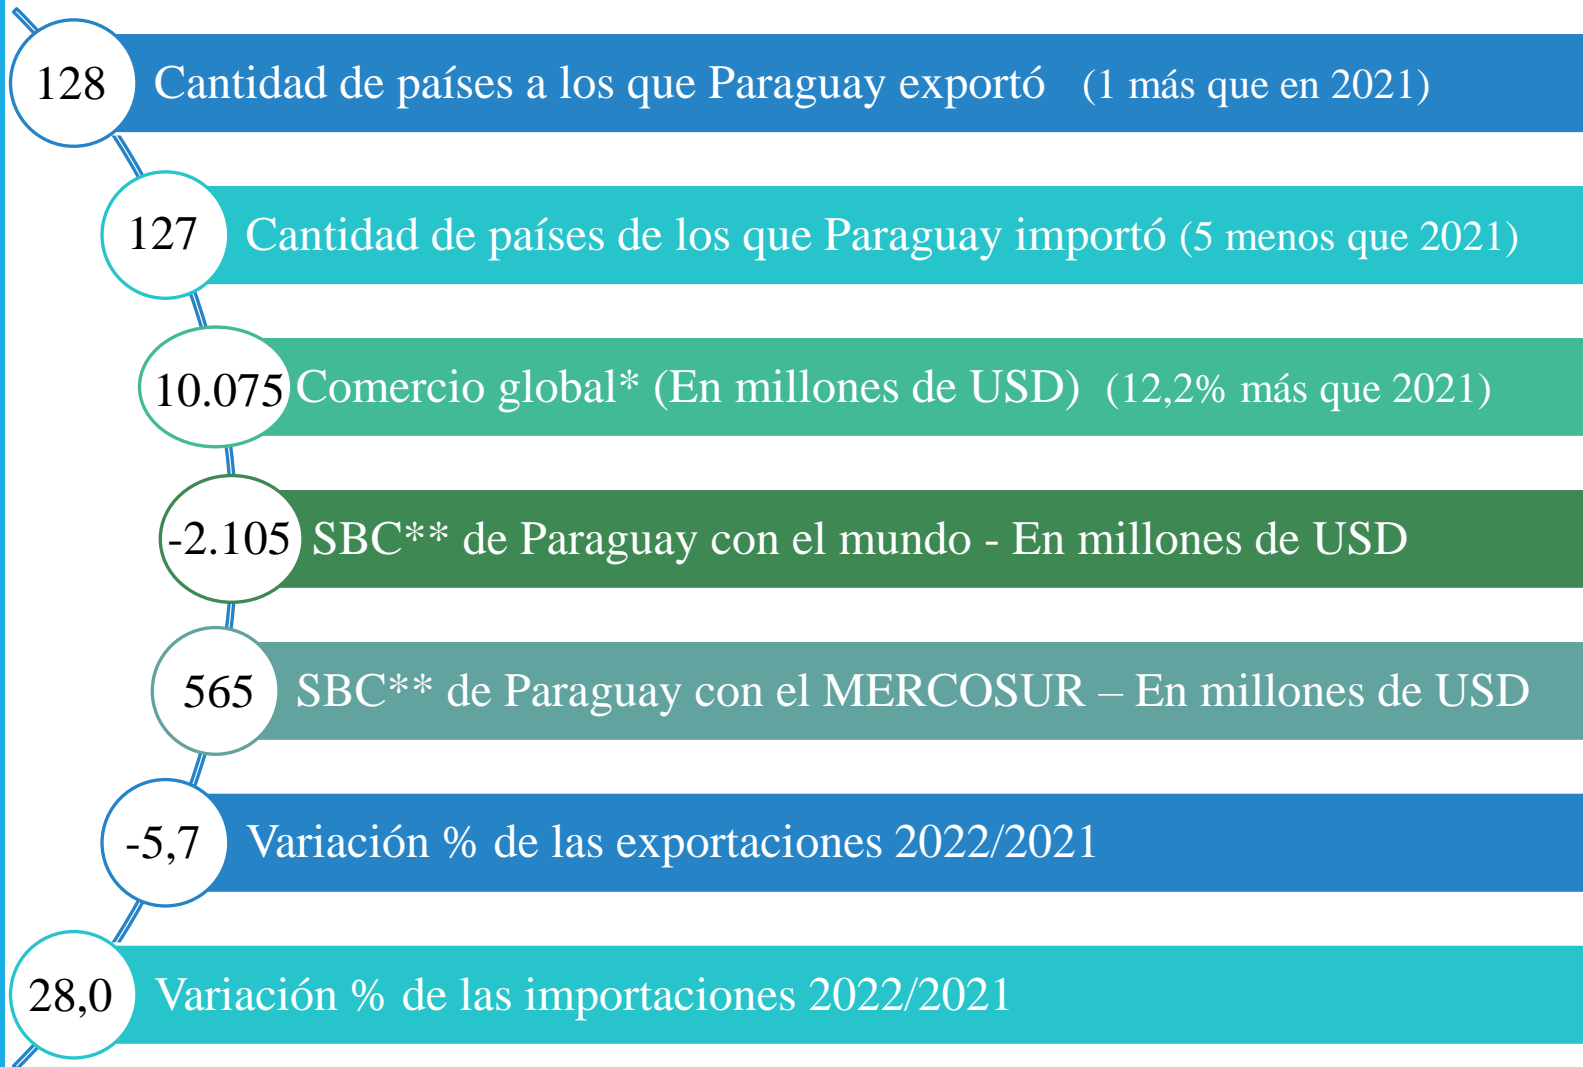 128 Cantidad de países a los que Paraguay exportó (1 más que en 2021)
127 Cantidad de países de los que Paraguay importó (5 menos que 2021)
10.075 Comercio global* (En millones de USD) (12,2% más que 2021)
-2.105 SBC** de Paraguay con el mundo - En millones de USD
565 SBC** de Paraguay con el MERCOSUR – En millones de USD
-5,7 Variación % de las exportaciones 2022/2021
28,0 Variación % de las importaciones 2022/2021